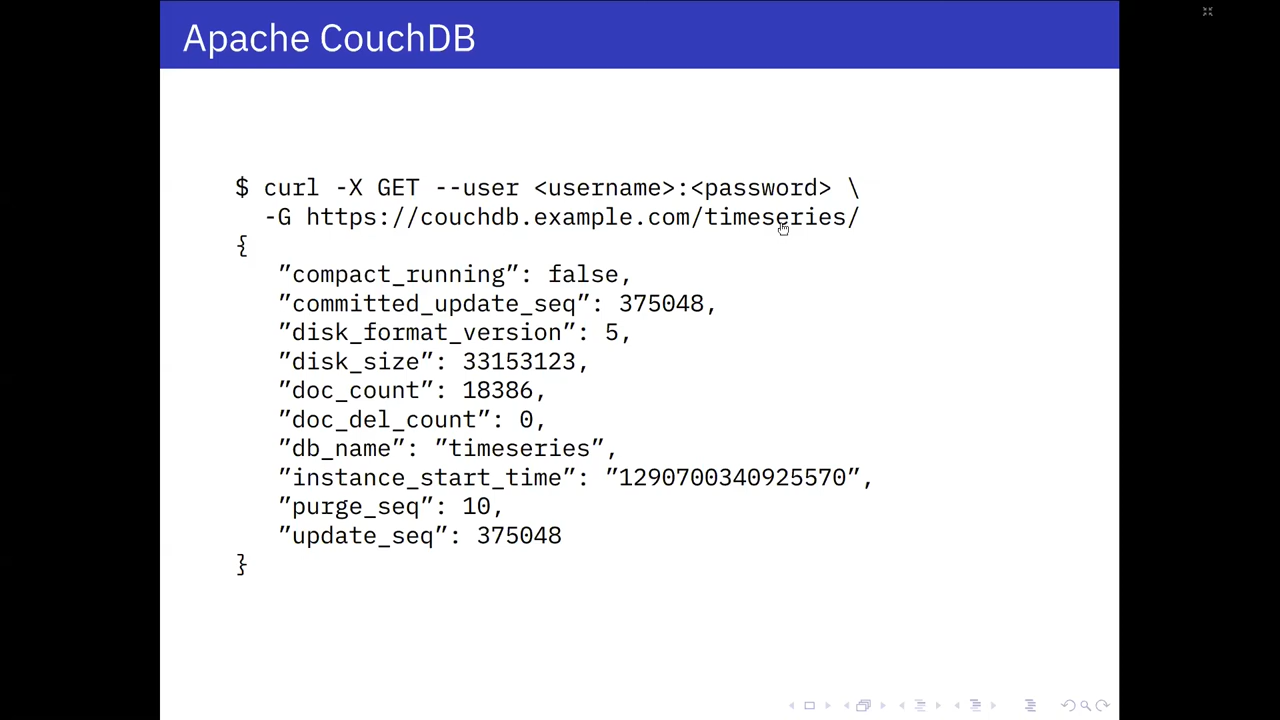 Apache CouchDB
$ curl -X GET --user <username>:<password> \
-G https://couchdb.example.com/timeseries/
{
”compact_running”: false,
”committed_update_seq”: 375048,
”disk_format_version”: 5,
”disk_size”: 33153123,
”doc_count”: 18386,
”doc_del_count”: 0,
”db_name”: ”timeseries”,
”instance_start_time”: ”1290700340925570”,
”purge_seq”: 10,
”update_seq”: 375048
}